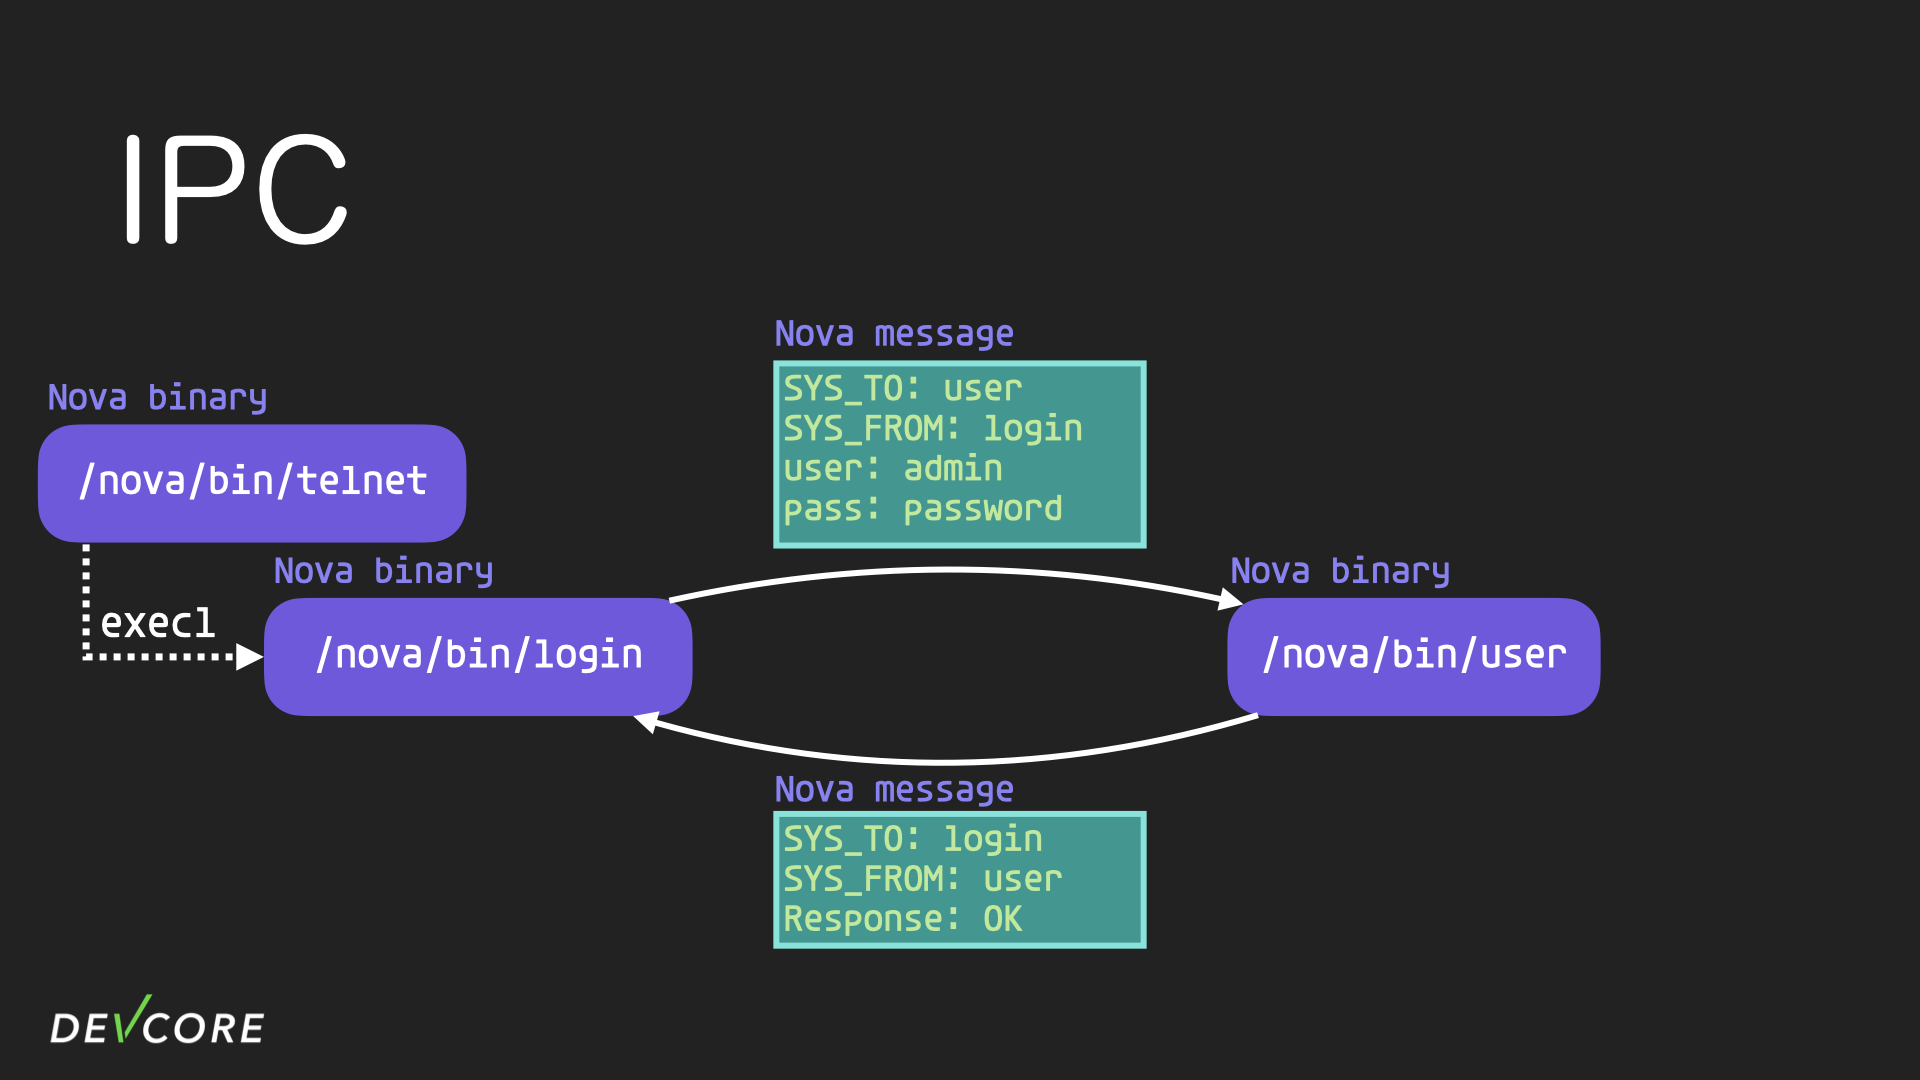 IPC
Nova message
SYS_TO: user
SYS_FROM: login
user: admin
pass: password
Nova binary
/nova/bin/telnet
execl
Nova binary
/nova/bin/login
Nova binary
/nova/bin/user
Nova message
SYS_TO: login
SYS_FROM: user
Response: OK
DEVCORE